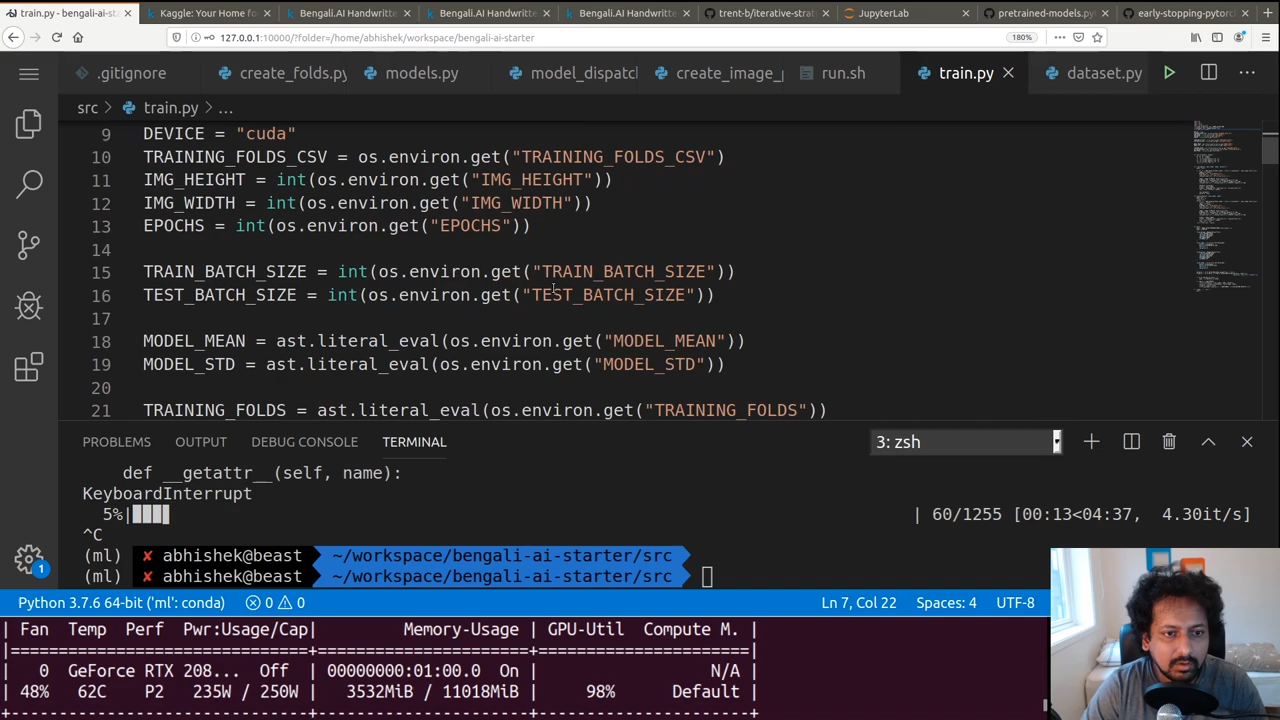 train.py - bengali-ai-star
Kaggle: Your Home fo
Bengali.AI Handwritte
Bengali.AI Handwritte
Bengali.AI Handwritte
trent-b/iterative-strat
JupyterLab
pretrained-models.py
early-stopping-pytorc
127.0.0.1:10000/?folder=/home/abhishek/workspace/bengali-ai-starter
180%
.gitignore
create_folds.py
models.py
model_dispatc
create_image_
run.sh
train.py
dataset.py
src > train.py > ...
9 DEVICE = "cuda"
10 TRAINING_FOLDS_CSV = os.environ.get("TRAINING_FOLDS_CSV")
11 IMG_HEIGHT = int(os.environ.get("IMG_HEIGHT"))
12 IMG_WIDTH = int(os.environ.get("IMG_WIDTH"))
13 EPOCHS = int(os.environ.get("EPOCHS"))
14
15 TRAIN_BATCH_SIZE = int(os.environ.get("TRAIN_BATCH_SIZE"))
16 TEST_BATCH_SIZE = int(os.environ.get("TEST_BATCH_SIZE"))
17
18 MODEL_MEAN = ast.literal_eval(os.environ.get("MODEL_MEAN"))
19 MODEL_STD = ast.literal_eval(os.environ.get("MODEL_STD"))
20
21 TRAINING_FOLDS = ast.literal_eval(os.environ.get("TRAINING_FOLDS"))
PROBLEMS OUTPUT DEBUG CONSOLE TERMINAL 3: zsh
def __getattr__(self, name):
KeyboardInterrupt
5%| | 60/1255 [00:13<04:37, 4.30it/s]
^C
(ml) ✘ abhishek@beast ~/workspace/bengali-ai-starter/src
(ml) ✘ abhishek@beast ~/workspace/bengali-ai-starter/src
1
Python 3.7.6 64-bit ('ml': conda) 0 0 Ln 7, Col 22 Spaces: 4 UTF-8
| Fan Temp Perf Pwr:Usage/Cap| Memory-Usage | GPU-Util Compute M. |
|===============================+======================+======================|
| 0 GeForce RTX 208... Off | 00000000:01:00.0 On | N/A |
| 48% 62C P2 235W / 250W | 3532MiB / 11018MiB | 98% Default |
+-------------------------------+----------------------+----------------------+